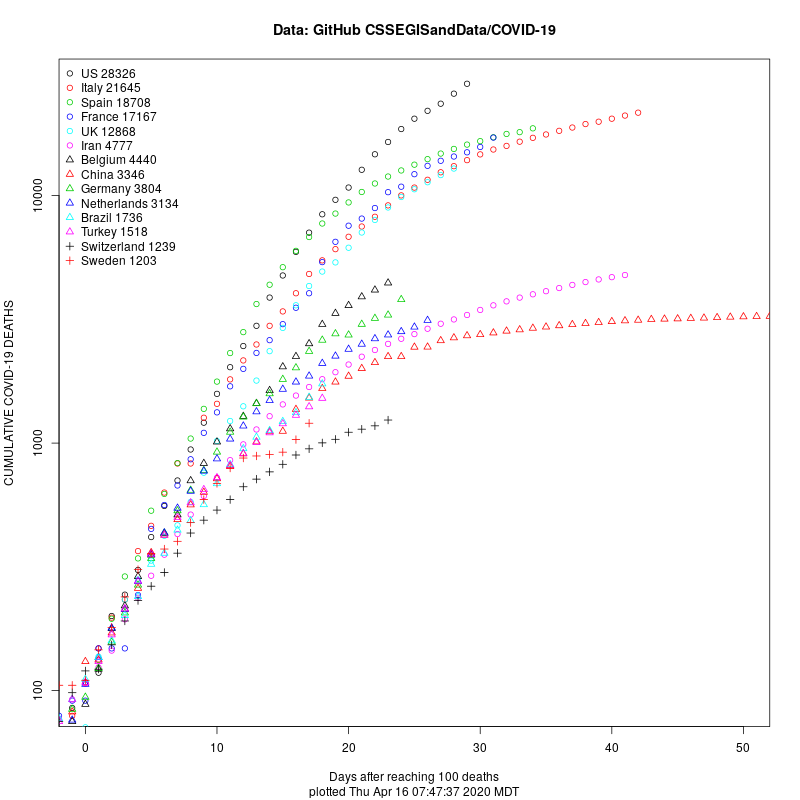 Data: GitHub CSSEGISandData/COVID-19
US 28326
Italy 21645
Spain 18708
France 17167
UK 12868
Iran 4777
Belgium 4440
China 3346
Germany 3804
Netherlands 3134
Brazil 1736
Turkey 1518
Switzerland 1239
Sweden 1203
CUMULATIVE COVID-19 DEATHS
10000
1000
100
0 10 20 30 40 50
Days after reaching 100 deaths
plotted Thu Apr 16 07:47:37 2020 MDT